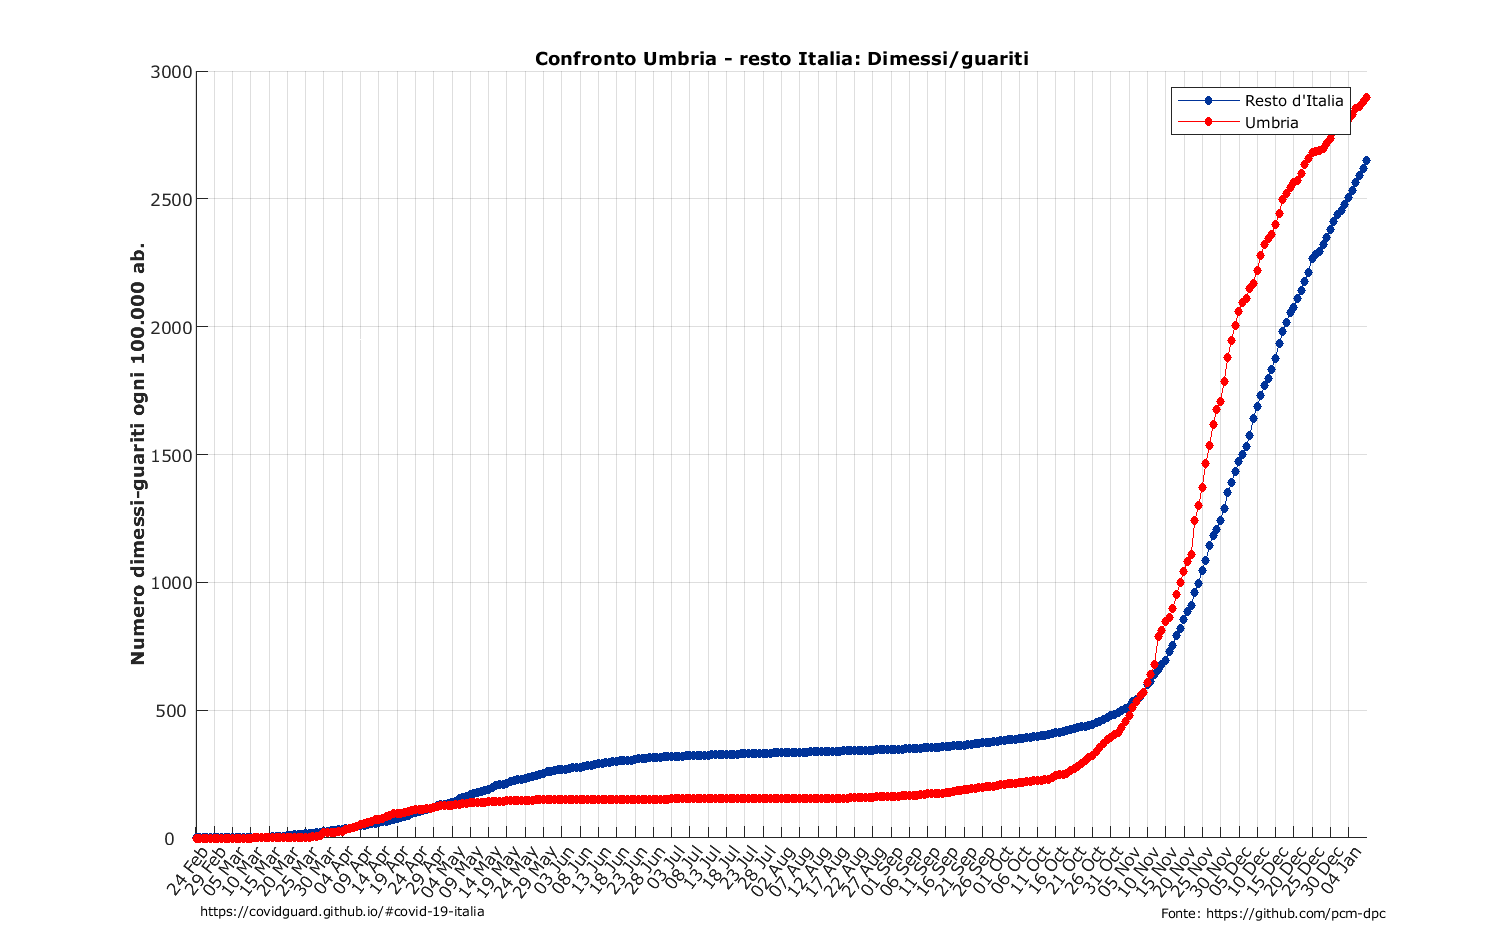 Confronto Umbria - resto Italia: Dimessi/guariti
Numero dimessi-guariti ogni 100.000 ab.
3000
2500
2000
1500
1000
500
0
Resto d'Italia
Umbria
24 Feb
29 Feb
05 Mar
10 Mar
15 Mar
20 Mar
25 Mar
30 Mar
04 Apr
09 Apr
14 Apr
19 Apr
24 Apr
29 Apr
04 May
09 May
14 May
19 May
24 May
29 May
03 Jun
08 Jun
13 Jun
18 Jun
23 Jun
28 Jun
03 Jul
08 Jul
13 Jul
18 Jul
23 Jul
28 Jul
02 Aug
07 Aug
12 Aug
17 Aug
22 Aug
27 Aug
01 Sep
06 Sep
11 Sep
16 Sep
21 Sep
26 Sep
01 Oct
06 Oct
11 Oct
16 Oct
21 Oct
26 Oct
31 Oct
05 Nov
10 Nov
15 Nov
20 Nov
25 Nov
30 Nov
05 Dec
10 Dec
15 Dec
20 Dec
25 Dec
30 Dec
04 Jan
https://covidguard.github.io/#covid-19-italia
Fonte: https://github.com/pcm-dpc